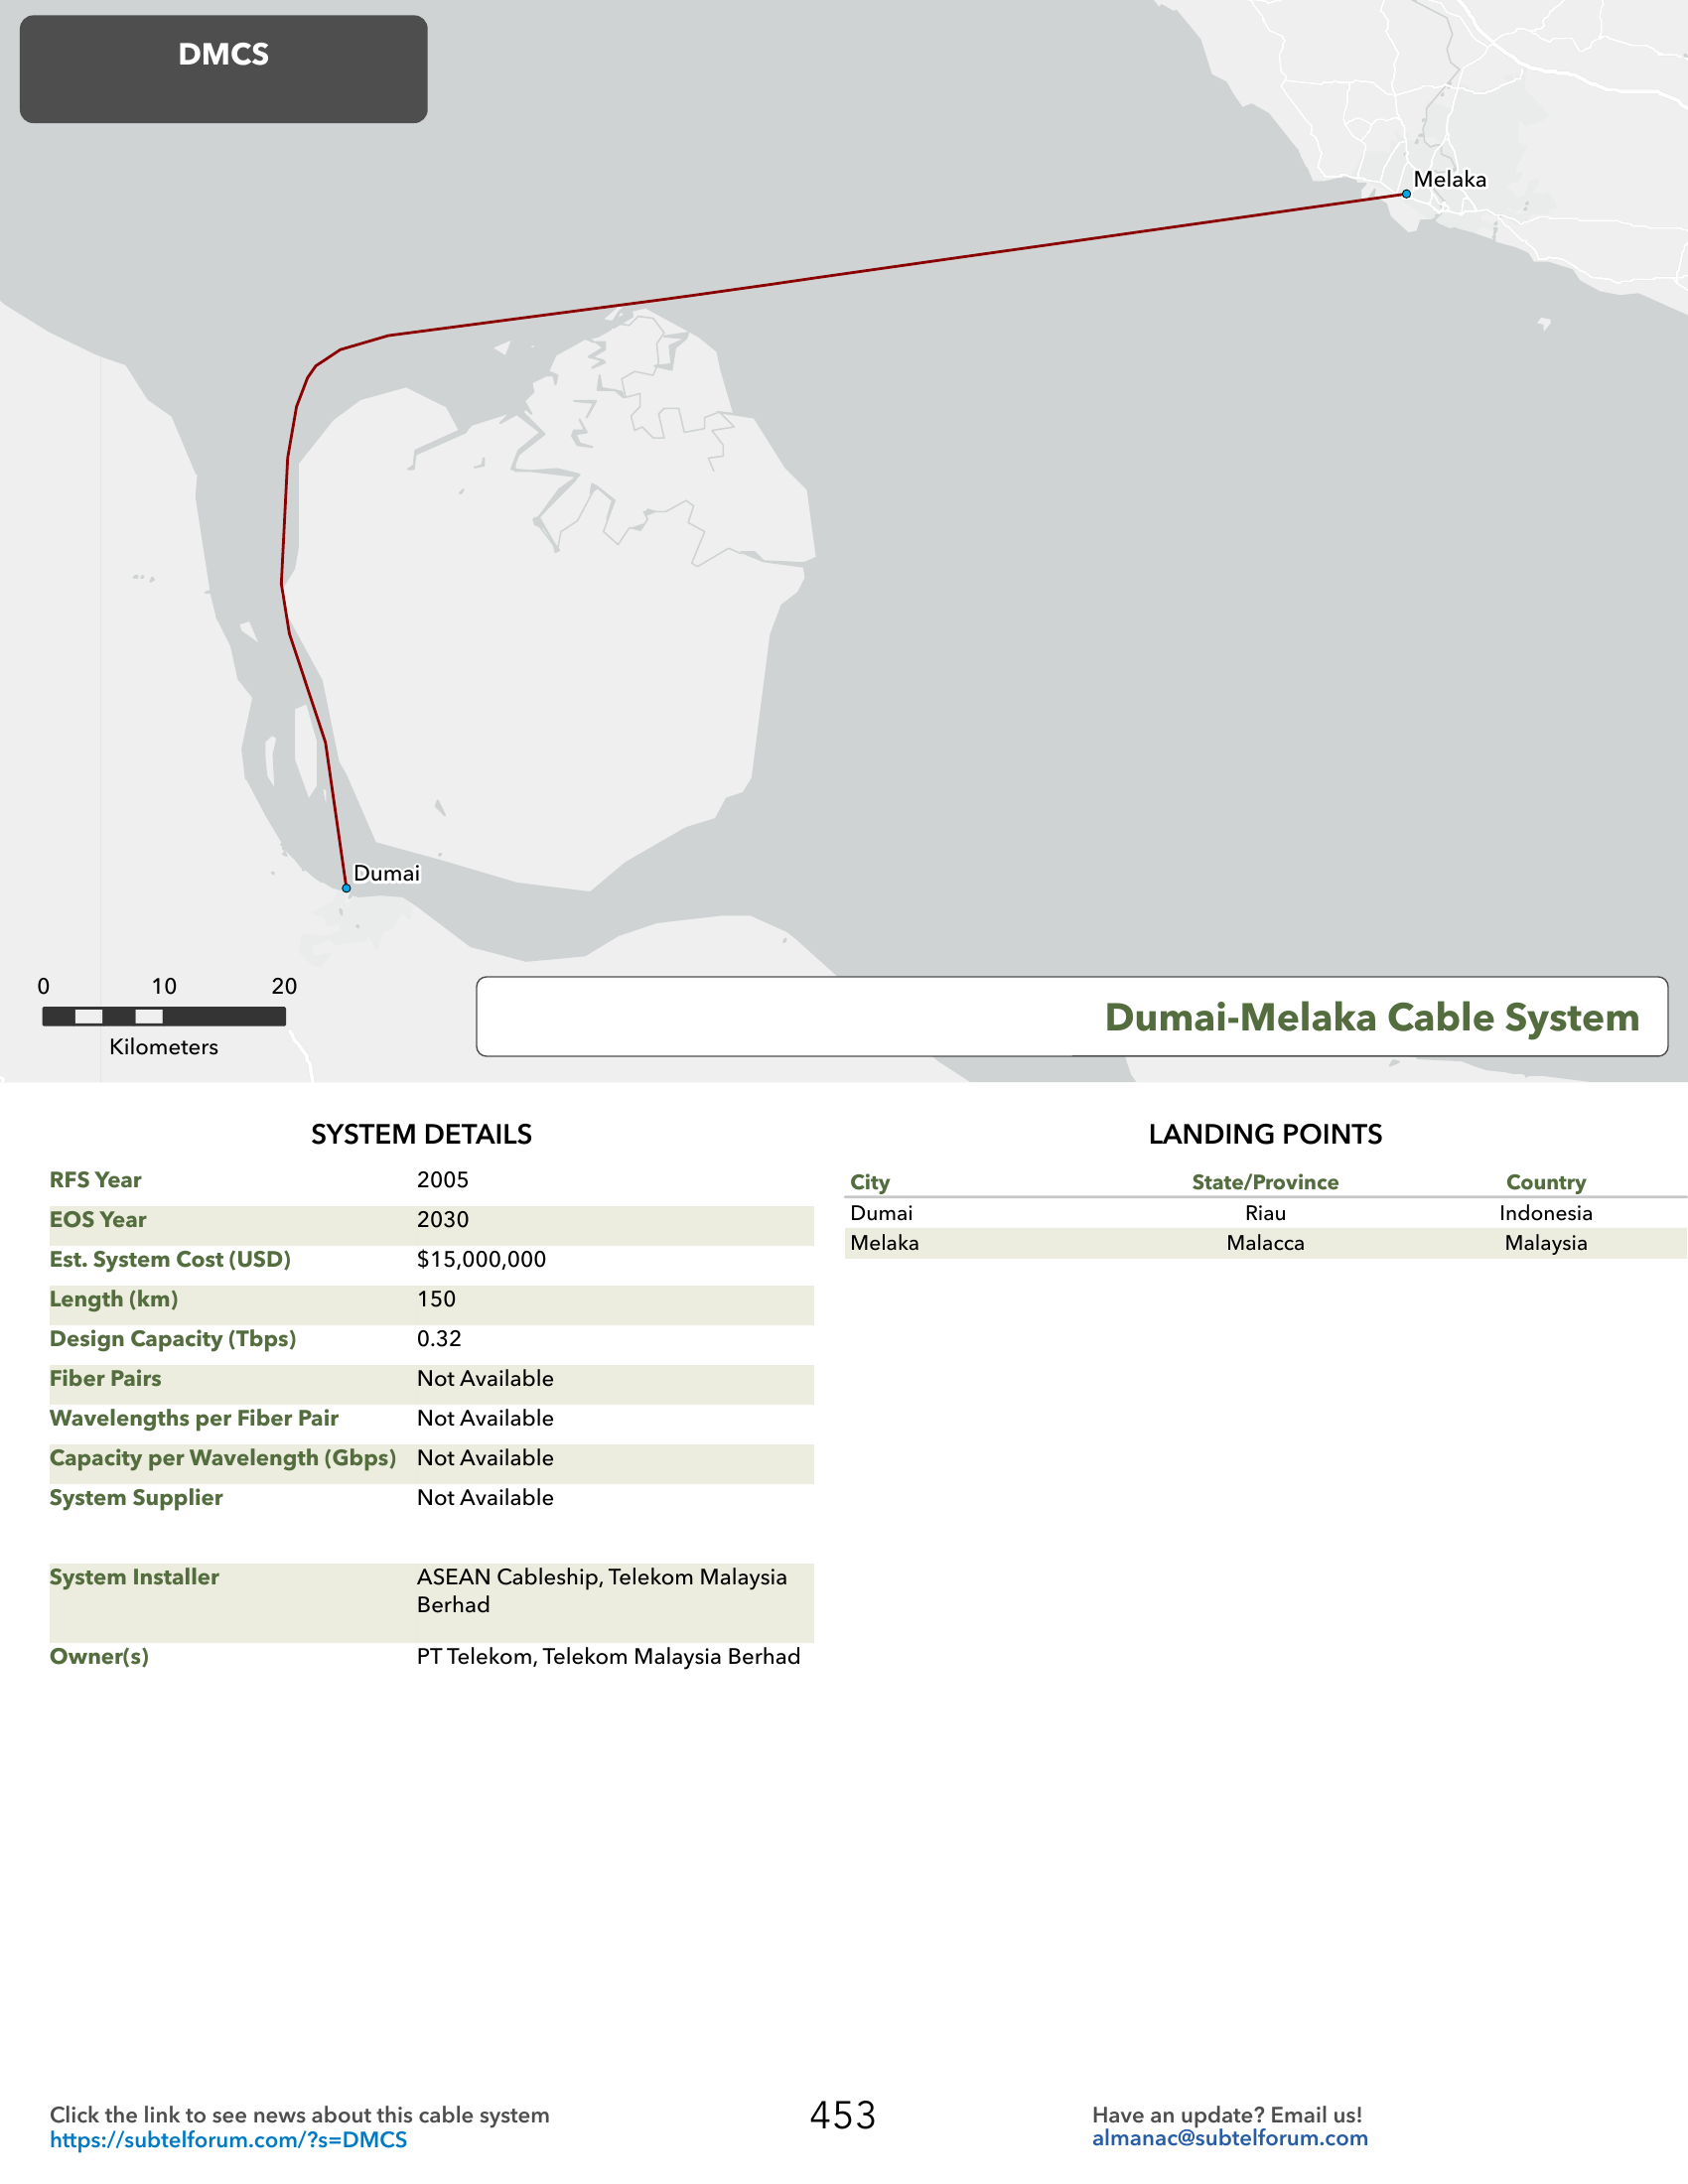 DMCS
Melaka
Dumai
0 10 20
Kilometers
Dumai-Melaka Cable System
SYSTEM DETAILS
RFS Year 2005
EOS Year 2030
Est. System Cost (USD) $15,000,000
Length (km) 150
Design Capacity (Tbps) 0.32
Fiber Pairs Not Available
Wavelengths per Fiber Pair Not Available
Capacity per Wavelength (Gbps) Not Available
System Supplier Not Available
System Installer ASEAN Cableship, Telekom Malaysia
Berhad
Owner(s) PT Telekom, Telekom Malaysia Berhad
LANDING POINTS
City State/Province Country
Dumai Riau Indonesia
Melaka Malacca Malaysia
Click the link to see news about this cable system
https://subtelforum.com/?s=DMCS
453
Have an update? Email us!
almanac@subtelforum.com